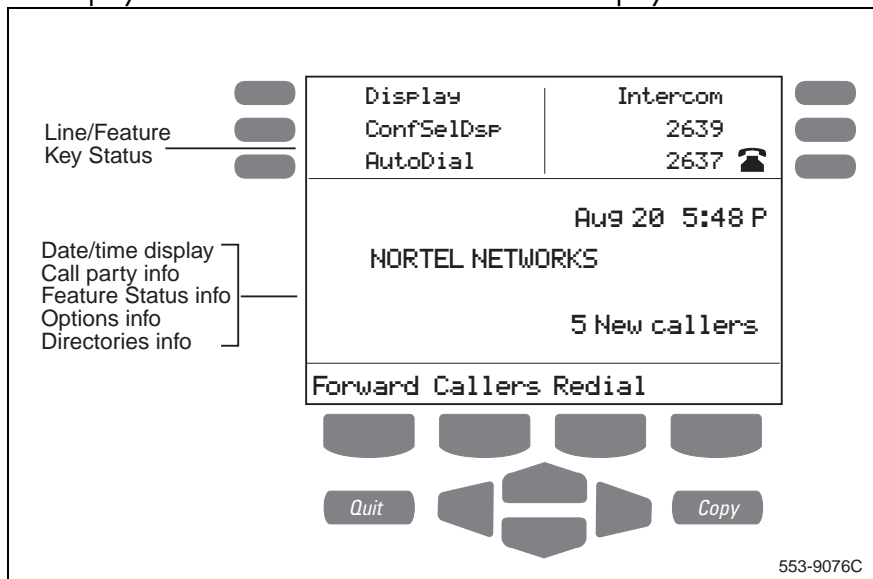 Line/Feature
Key Status
Display Intercom
ConfSelDsp 2639
AutoDial 2637
Aug 20 5:48 P
NORTEL NETWORKS
5 New callers
Date/time display
Call party info
Feature Status info
Options info
Directories info
Forward Callers Redial
Quit
Copy
553-9076C